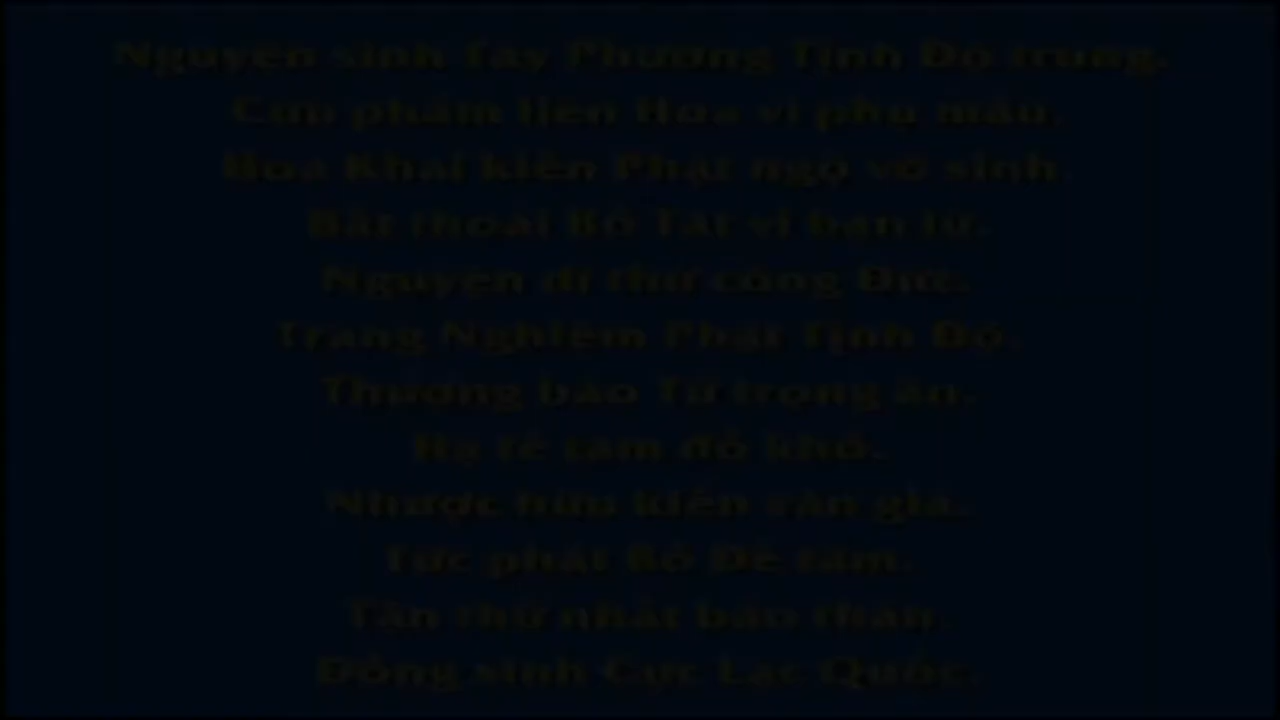 Nguyện sinh Tây Phương Tịnh Độ trung.
Cửu phẩm liên Hoa vi phụ mẫu.
Hoa Khai kiến Phật ngộ vô sinh.
Bất thoái Bồ Tát vi bạn lữ.
Nguyện dĩ thử công Đức.
Trang Nghiêm Phật Tịnh Độ.
Thượng báo Tứ trọng ân.
Hạ tế tam đồ khổ.
Nhược hữu kiến văn giả.
Tức phát Bồ Đề tâm.
Tận thử nhất báo thân.
Đồng sinh Cực Lạc Quốc.